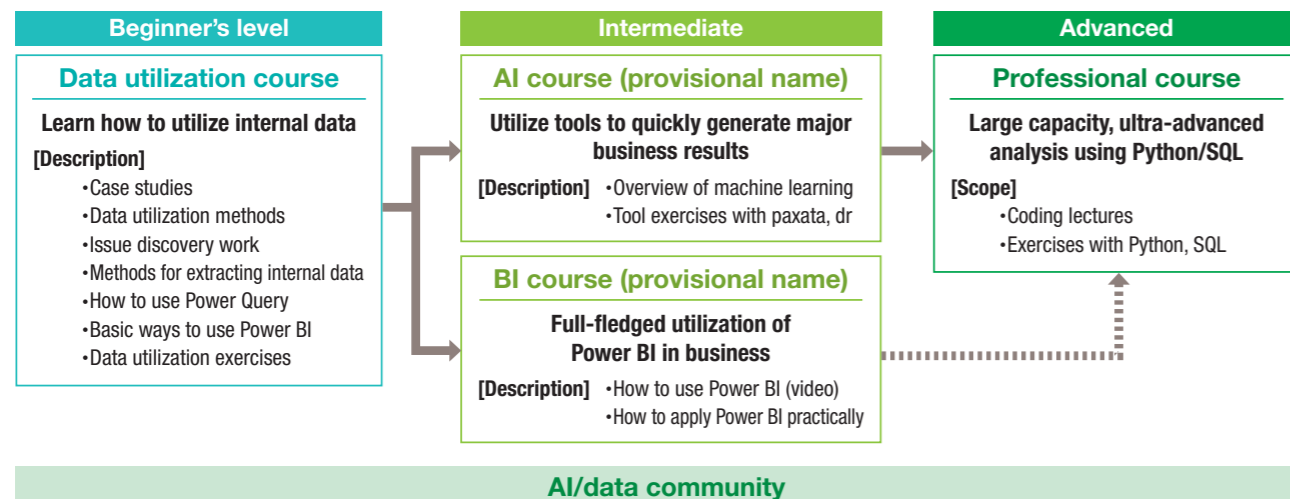 Beginner’s level
Data utilization course
Learn how to utilize internal data
[Description]
•Case studies
•Data utilization methods
•Issue discovery work
•Methods for extracting internal data
•How to use Power Query
•Basic ways to use Power BI
•Data utilization exercises
Intermediate
AI course (provisional name)
Utilize tools to quickly generate major
business results
[Description] •Overview of machine learning
•Tool exercises with paxata, dr
BI course (provisional name)
Full-fledged utilization of
Power BI in business
[Description] •How to use Power BI (video)
•How to apply Power BI practically
Advanced
Professional course
Large capacity, ultra-advanced
analysis using Python/SQL
[Scope]
•Coding lectures
•Exercises with Python, SQL
AI/data community